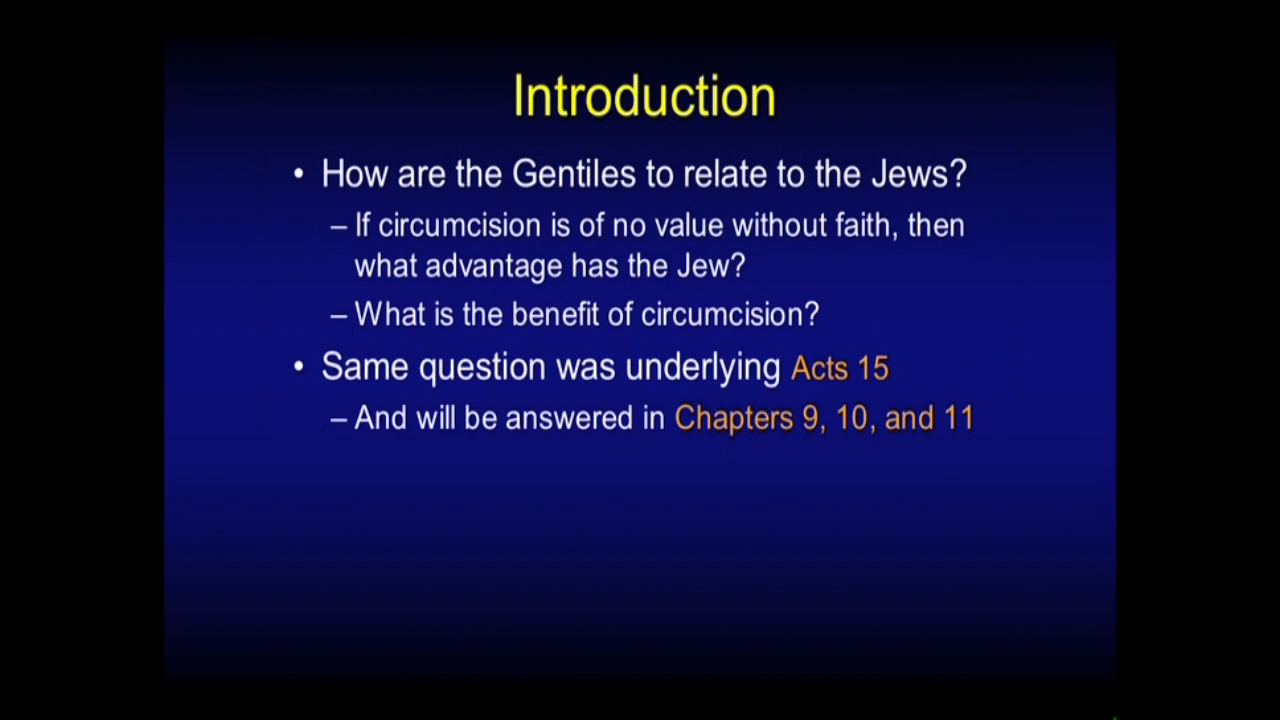 Introduction
• How are the Gentiles to relate to the Jews?
– If circumcision is of no value without faith, then
what advantage has the Jew?
– What is the benefit of circumcision?
• Same question was underlying Acts 15
– And will be answered in Chapters 9, 10, and 11